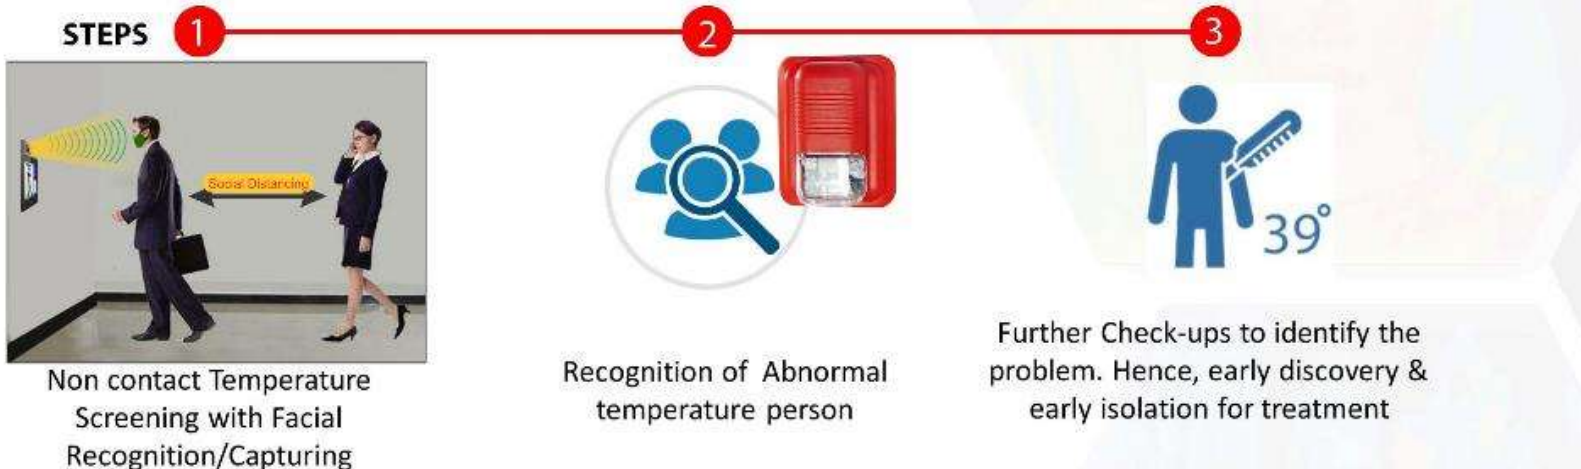 STEPS 1 2 3
Social Distancing
39°
Non contact Temperature
Screening with Facial
Recognition/Capturing
Recognition of Abnormal
temperature person
Further Check-ups to identify the
problem. Hence, early discovery &
early isolation for treatment